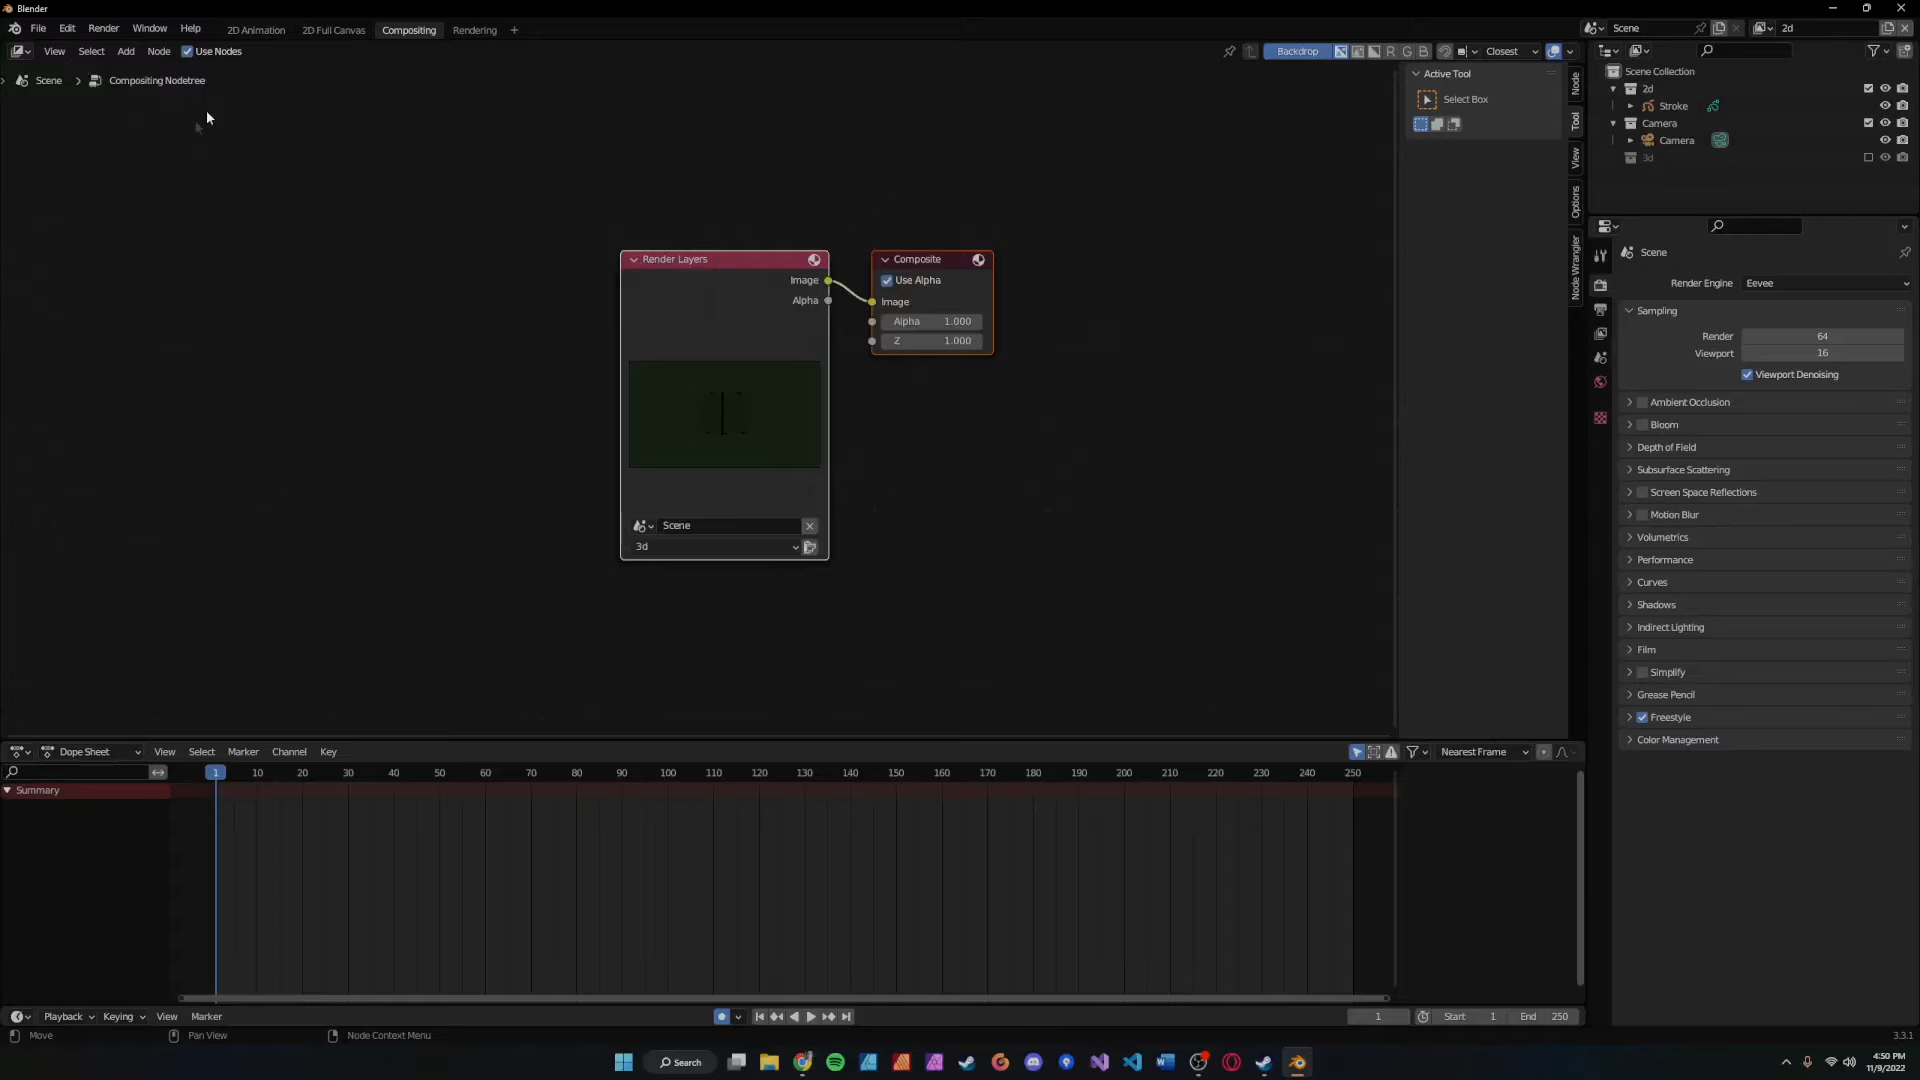 Blender
File Edit Render Window Help 2D Animation 2D Full Canvas Compositing Rendering + Scene 2d
View Select Add Node Use Nodes Backdrop R G B Closest
Scene > Compositing Nodetree
Active Tool
Select Box
Node
Tool
View
Options
Node Wrangler
Scene Collection
2d
Stroke
Camera
Camera
3d
Render Layers
Image
Alpha
Scene
3d
Composite
Use Alpha
Image
Alpha 1.000
Z 1.000
Scene
Render Engine Eevee
Sampling
Render 64
Viewport 16
Viewport Denoising
Ambient Occlusion
Bloom
Depth of Field
Subsurface Scattering
Screen Space Reflections
Motion Blur
Volumetrics
Performance
Curves
Shadows
Indirect Lighting
Film
Simplify
Grease Pencil
Freestyle
Color Management
Dope Sheet View Select Marker Channel Key Nearest Frame
1 10 20 30 40 50 60 70 80 90 100 110 120 130 140 150 160 170 180 190 200 210 220 230 240 250
Summary
Playback Keying View Marker 1 Start 1 End 250
Move Pan View Node Context Menu 3.3.1
Search
4:50 PM
11/9/2022